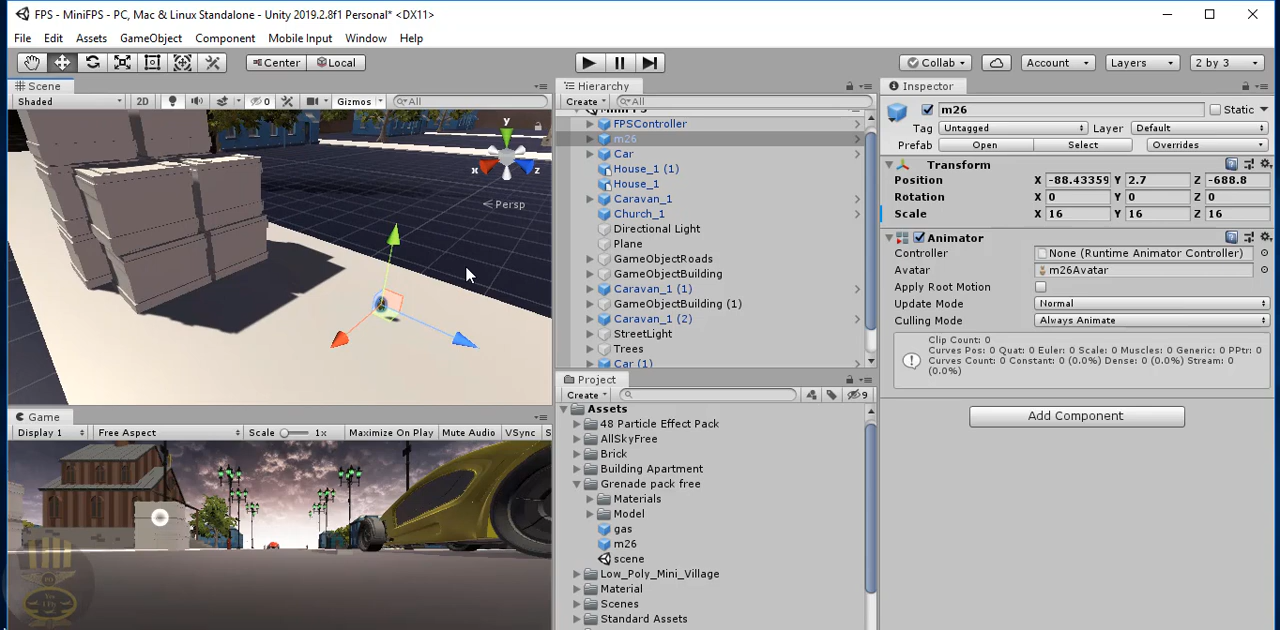 FPS - MiniFPS - PC, Mac & Linux Standalone - Unity 2019.2.8f1 Personal* <DX11>
File Edit Assets GameObject Component Mobile Input Window Help
Center Local Collab Account Layers 2 by 3
Scene
Shaded 2D 0 Gizmos All
y
x z
Persp
Game
Display 1 Free Aspect Scale 1x Maximize On Play Mute Audio VSync S
Hierarchy
Create All
FPSController
m26
Car
House_1 (1)
House_1
Caravan_1
Church_1
Directional Light
Plane
GameObjectRoads
GameObjectBuilding
Caravan_1 (1)
GameObjectBuilding (1)
Caravan_1 (2)
StreetLight
Trees
Car (1)
Project
Create 9
Assets
48 Particle Effect Pack
AllSkyFree
Brick
Building Apartment
Grenade pack free
Materials
Model
gas
m26
scene
Low_Poly_Mini_Village
Material
Scenes
Standard Assets
Inspector
m26 Static
Tag Untagged Layer Default
Prefab Open Select Overrides
Transform
Position X -88.43359 Y 2.7 Z -688.8
Rotation X 0 Y 0 Z 0
Scale X 16 Y 16 Z 16
Animator
Controller None (Runtime Animator Controller)
Avatar m26Avatar
Apply Root Motion
Update Mode Normal
Culling Mode Always Animate
Clip Count: 0
Curves Pos: 0 Quat: 0 Euler: 0 Scale: 0 Muscles: 0 Generic: 0 PPtr: 0
Curves Count: 0 Constant: 0 (0.0%) Dense: 0 (0.0%) Stream: 0
(0.0%)
Add Component